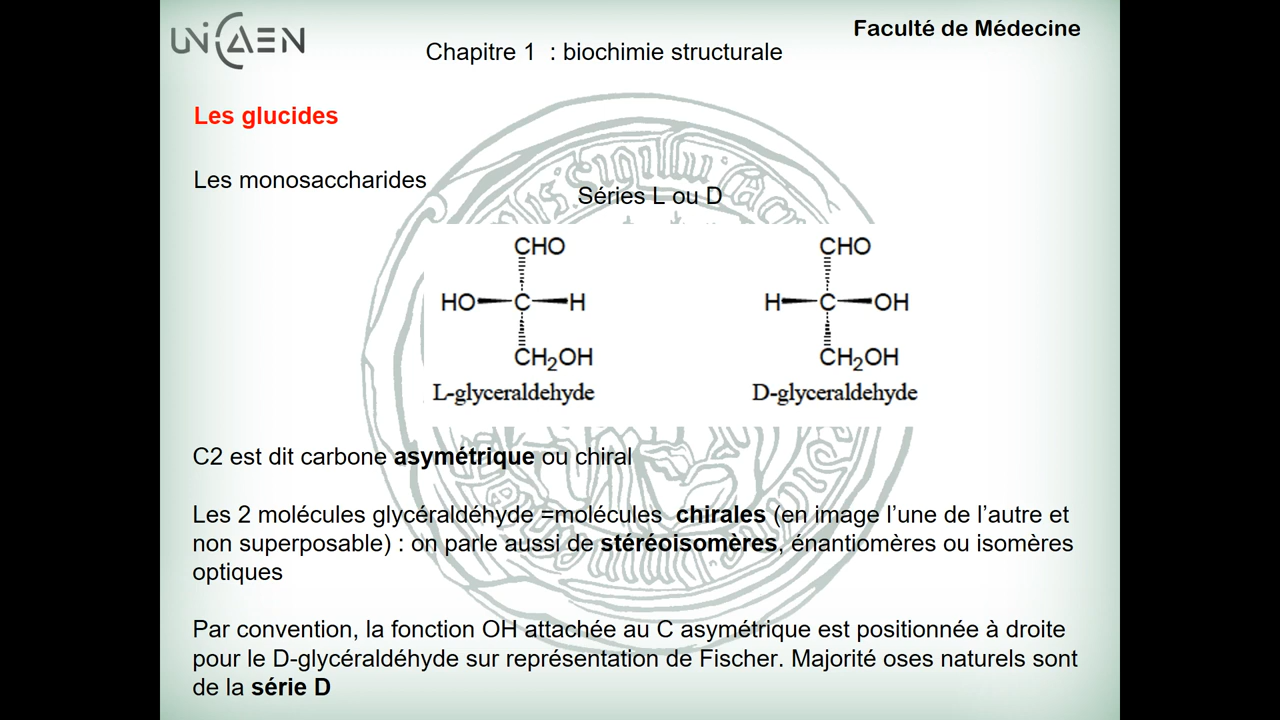 UNICAEN
Faculté de Médecine
Chapitre 1 : biochimie structurale
Les glucides
Les monosaccharides
Séries L ou D
CHO
HO C H
CH2OH
L-glyceraldehyde
CHO
H C OH
CH2OH
D-glyceraldehyde
C2 est dit carbone asymétrique ou chiral
Les 2 molécules glycéraldéhyde =molécules chirales (en image l’une de l’autre et
non superposable) : on parle aussi de stéréoisomères, énantiomères ou isomères
optiques
Par convention, la fonction OH attachée au C asymétrique est positionnée à droite
pour le D-glycéraldéhyde sur représentation de Fischer. Majorité oses naturels sont
de la série D